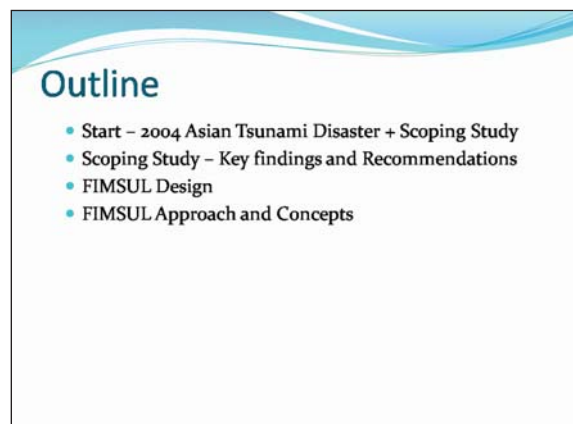 Outline
• Start – 2004 Asian Tsunami Disaster + Scoping Study
• Scoping Study – Key findings and Recommendations
• FIMSUL Design
• FIMSUL Approach and Concepts